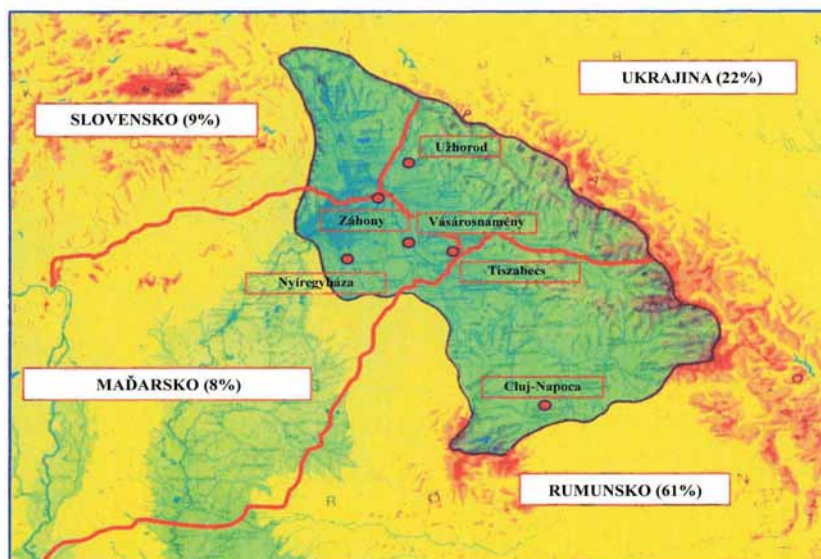 UKRAJINA (22%)
SLOVENSKO (9%)
Užhorod
Záhony
Vásárosnamény
Nyíregyháza
Tiszabecs
MAĎARSKO (8%)
Cluj-Napoca
RUMUNSKO (61%)